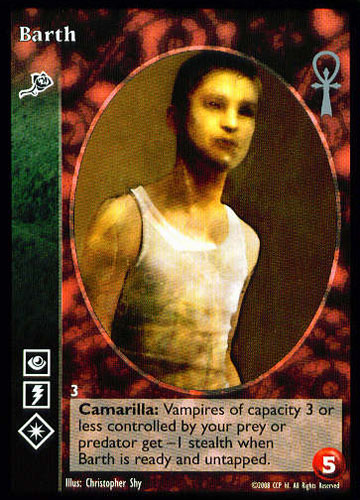 Barth
3
Camarilla: Vampires of capacity 3 or
less controlled by your prey or
predator get –1 stealth when
Barth is ready and untapped.
5
Illus: Christopher Shy
©2008 CCP hf. All Rights Reserved